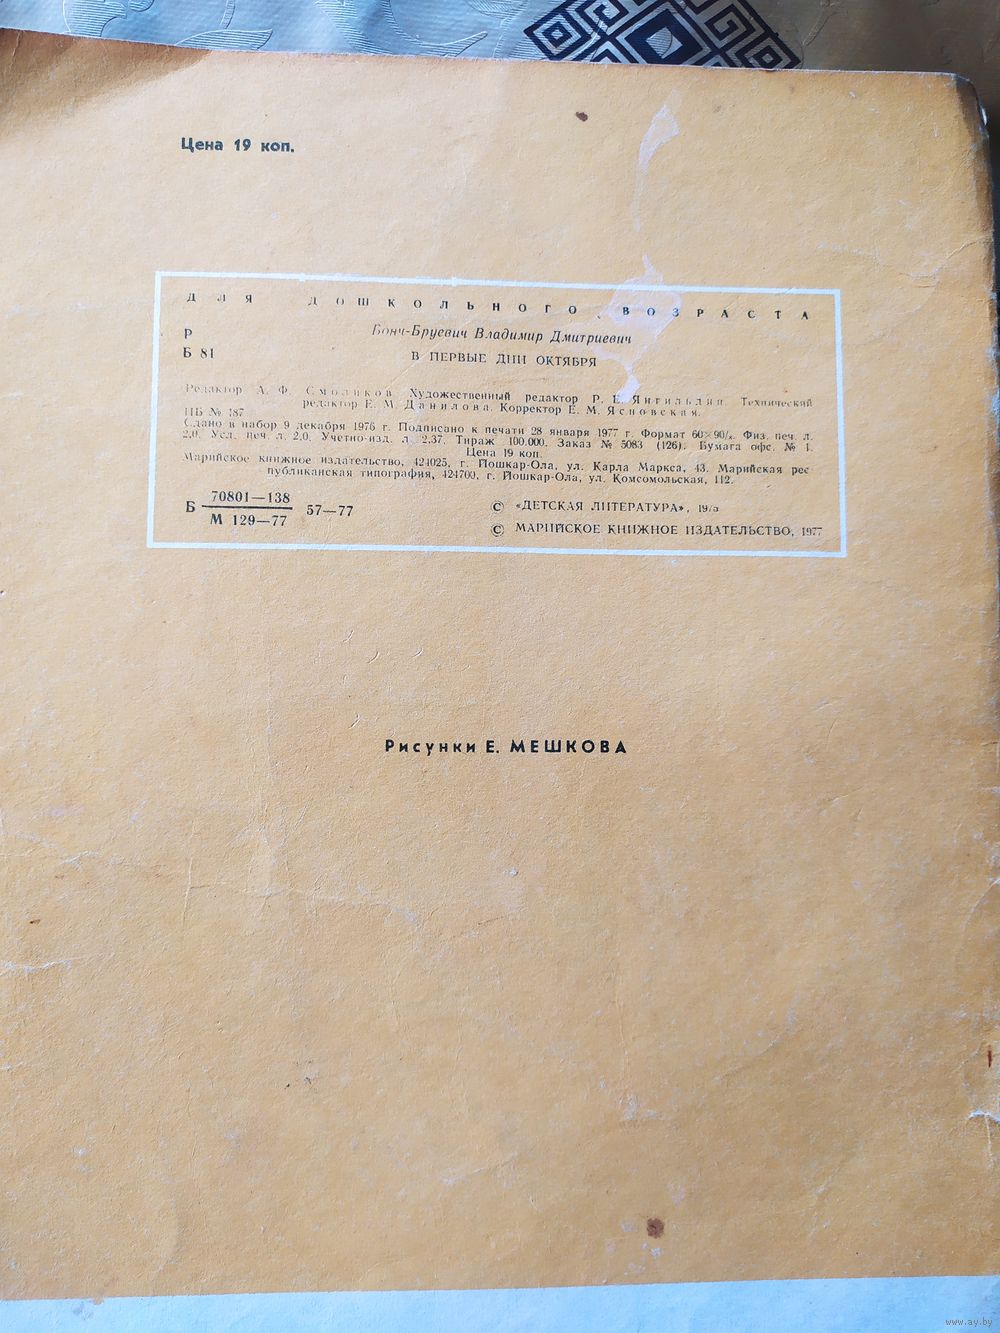 Цена 19 коп.
ДЛЯ ДОШКОЛЬНОГО ВОЗРАСТА
Р
Бонч-Бруевич Владимир Дмитриевич
Б 81
В ПЕРВЫЕ ДНИ ОКТЯБРЯ
Редактор А. Ф. Смоликов Художественный редактор Р. Е. Янгильдин. Технический
редактор Е. М. Данилова. Корректор Е. М. Ясновская.
ПБ № 187
Сдано в набор 9 декабря 1976 г. Подписано к печати 28 января 1977 г. Формат 60×90/₈. Физ. печ. л.
2,0. Усл. печ. л. 2,0. Учетно-изд. л. 2,37. Тираж 100.000. Заказ № 5083 (126). Бумага офс. № 1.
Цена 19 коп.
Марийское книжное издательство, 424025, г. Йошкар-Ола, ул. Карла Маркса, 43. Марийская рес
публиканская типография, 424700, г. Йошкар-Ола, ул. Комсомольская, 112.
Б 70801—138
М 129—77
57—77
© «ДЕТСКАЯ ЛИТЕРАТУРА»,
© МАРИЙСКОЕ КНИЖНОЕ ИЗДАТЕЛЬСТВО, 1977
Рисунки Е. МЕШКОВА
www.ay.by